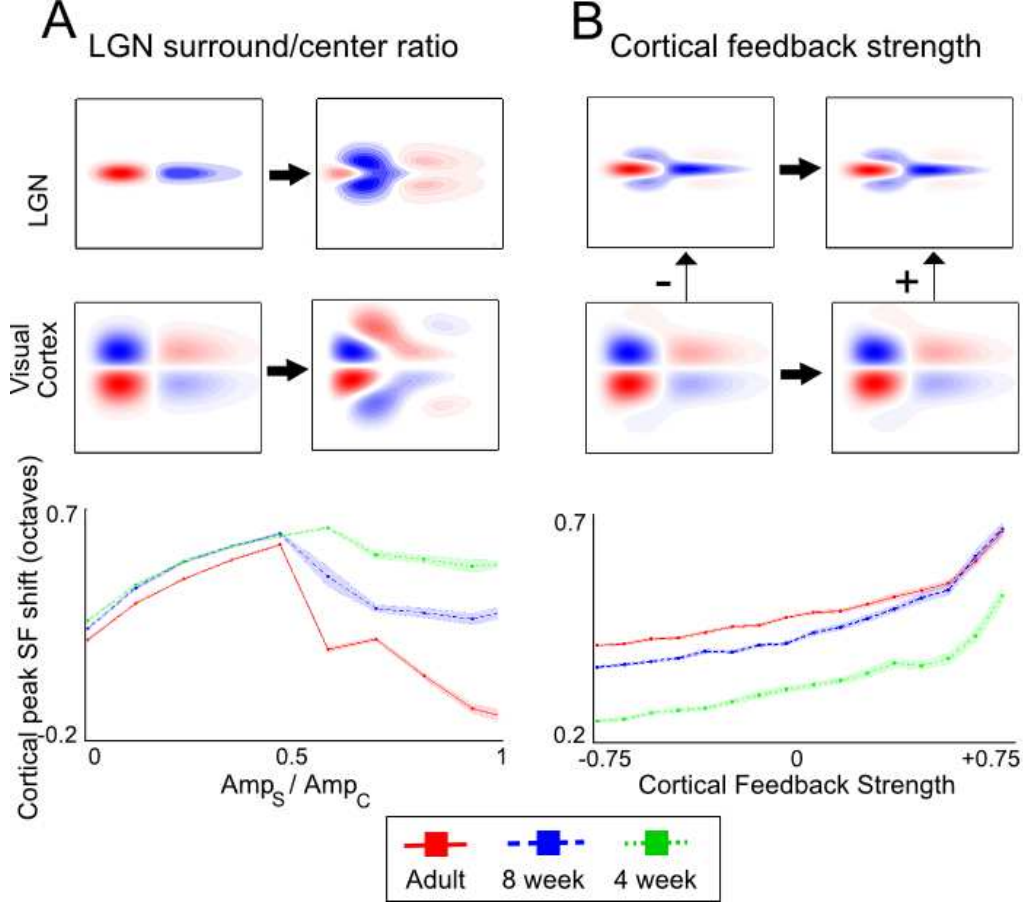 A
LGN surround/center ratio
B
Cortical feedback strength
LGN
Visual
Cortex
-
+
Cortical peak SF shift (octaves)
0.7
-0.2
0
0.5
1
AmpS / AmpC
0.7
0.2
-0.75
0
+0.75
Cortical Feedback Strength
Adult
8 week
4 week